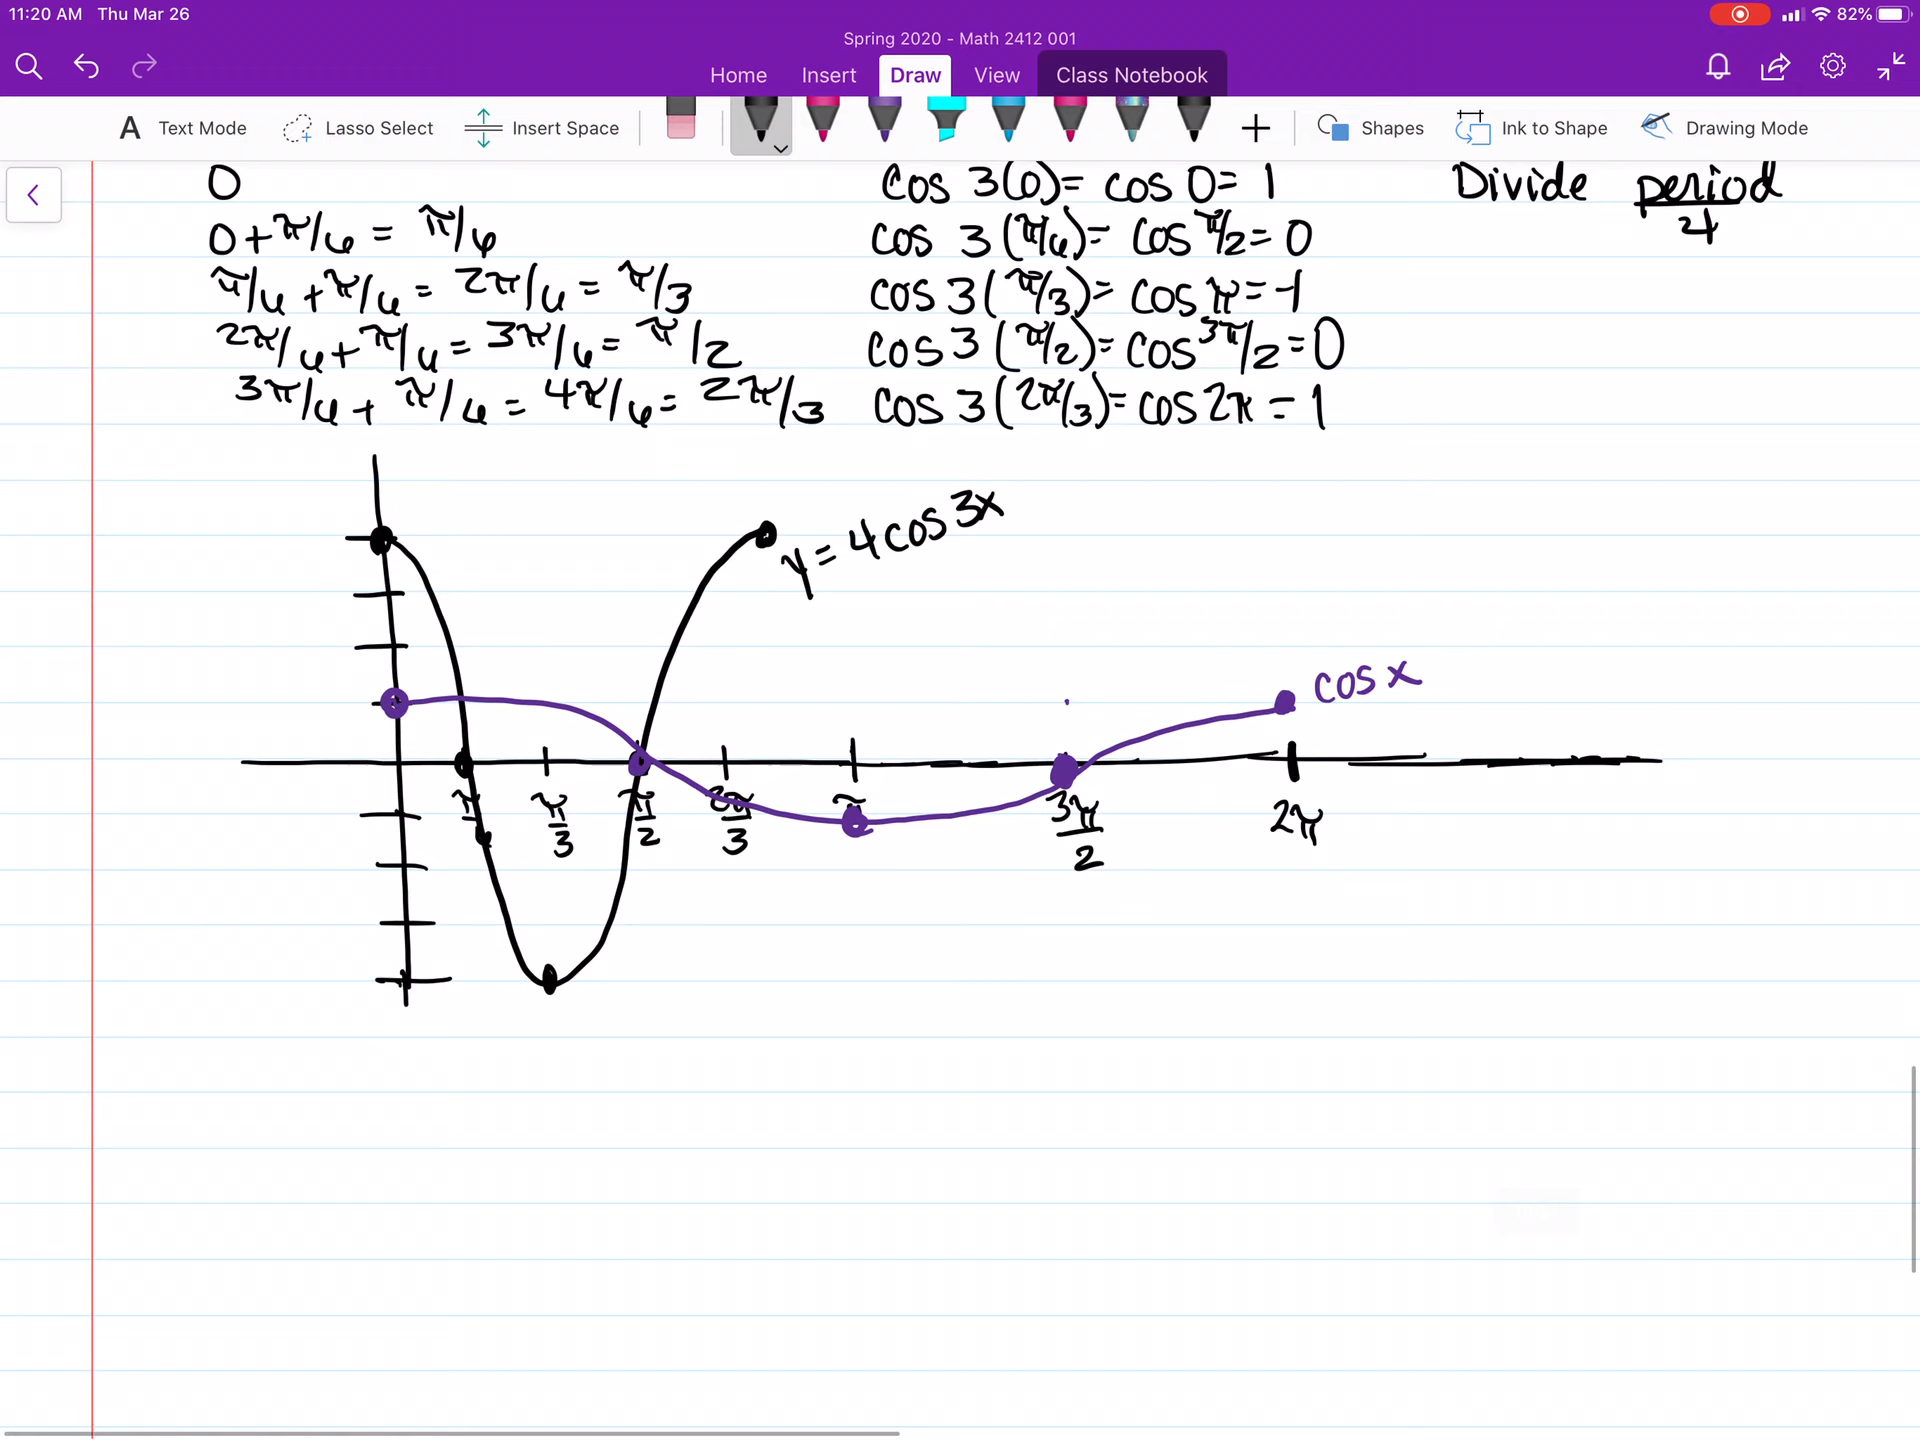 11:20 AM Thu Mar 26
82%
Spring 2020 - Math 2412 001
Home Insert Draw View Class Notebook
A Text Mode Lasso Select Insert Space Shapes Ink to Shape Drawing Mode
0 cos 3(0)= cos 0= 1 Divide period/4
0+π/6 = π/6 cos 3(π/6)= cos π/2=0
π/6 +π/6 = 2π/6 = π/3 cos 3(π/3)= cos π=-1
2π/6+π/6= 3π/6= π/2 cos 3(π/2)= cos 3π/2=0
3π/6+ π/6 = 4π/6= 2π/3 cos 3(2π/3)= cos 2π = 1
y = 4cos 3x
cos x
π π/3 π/2 2π/3 π 3π/2 2π